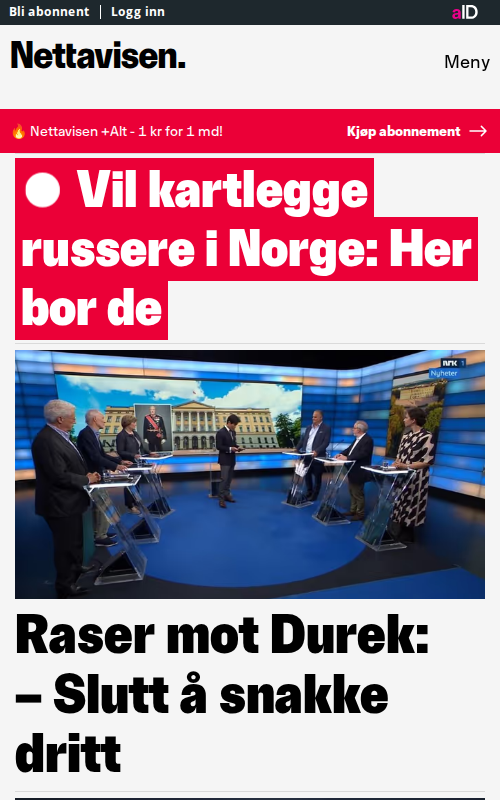 Bli abonnent | Logg inn
aID
Nettavisen.
Meny
🔥 Nettavisen +Alt - 1 kr for 1 md!
Kjøp abonnement →
Vil kartlegge
russere i Norge: Her
bor de
NRK 1
Nyheter
Raser mot Durek:
– Slutt å snakke
dritt